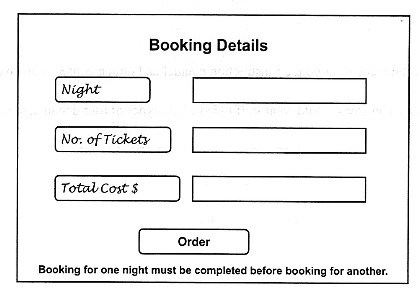 Booking Details
Night
No. of Tickets
Total Cost $
Order
Booking for one night must be completed before booking for another.